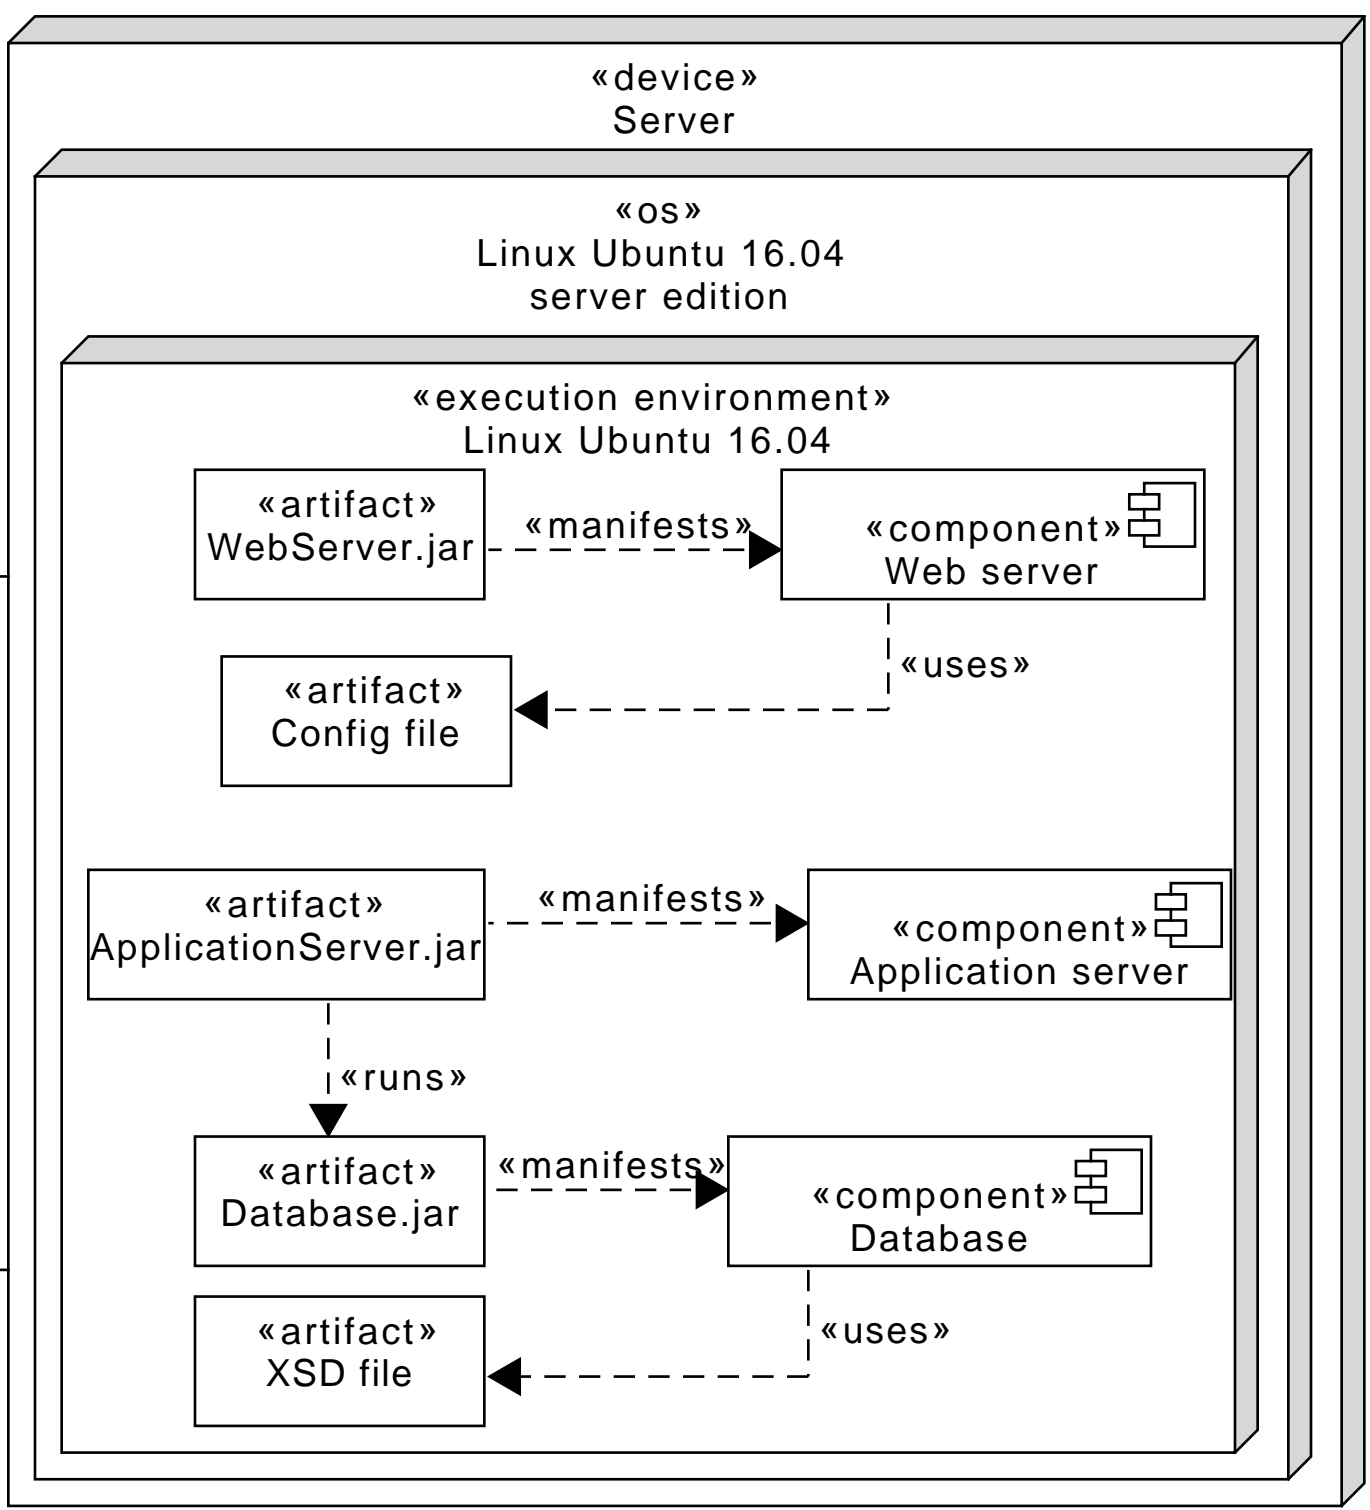 «device»
Server
«os»
Linux Ubuntu 16.04
server edition
«execution environment»
Linux Ubuntu 16.04
«artifact»
WebServer.jar
«manifests»
«component»
Web server
«uses»
«artifact»
Config file
«artifact»
ApplicationServer.jar
«manifests»
«component»
Application server
«runs»
«artifact»
Database.jar
«manifests»
«component»
Database
«uses»
«artifact»
XSD file